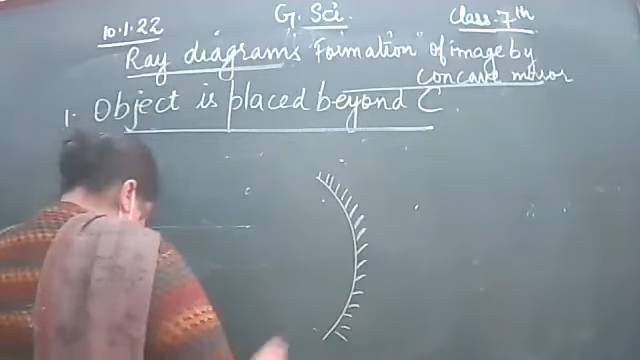 10.1.22 G. Sci Class. 7th
Ray diagrams "Formation" of image by
concave mirror
1. Object is placed beyond C.